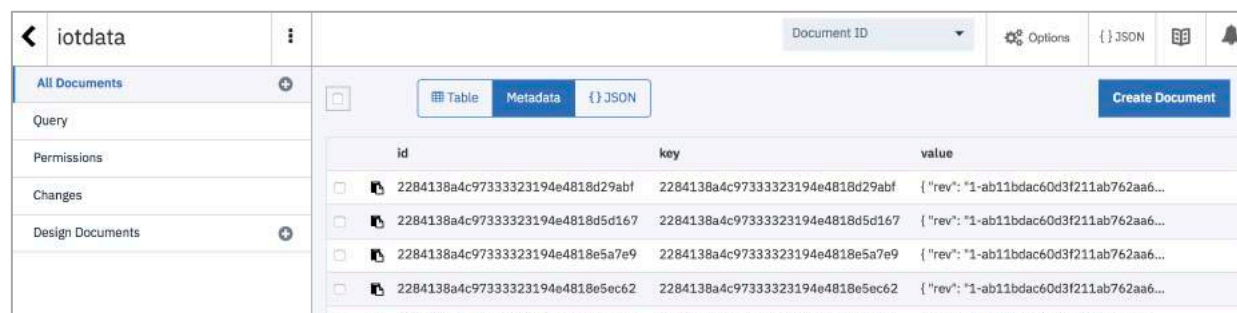 iotdata
Document ID
Options
{ } JSON
All Documents
Query
Permissions
Changes
Design Documents
Table
Metadata
{ } JSON
Create Document
id key value
2284138a4c97333323194e4818d29abf 2284138a4c97333323194e4818d29abf { "rev": "1-ab11bdac60d3f211ab762aa6...
2284138a4c97333323194e4818d5d167 2284138a4c97333323194e4818d5d167 { "rev": "1-ab11bdac60d3f211ab762aa6...
2284138a4c97333323194e4818e5a7e9 2284138a4c97333323194e4818e5a7e9 { "rev": "1-ab11bdac60d3f211ab762aa6...
2284138a4c97333323194e4818e5ec62 2284138a4c97333323194e4818e5ec62 { "rev": "1-ab11bdac60d3f211ab762aa6...